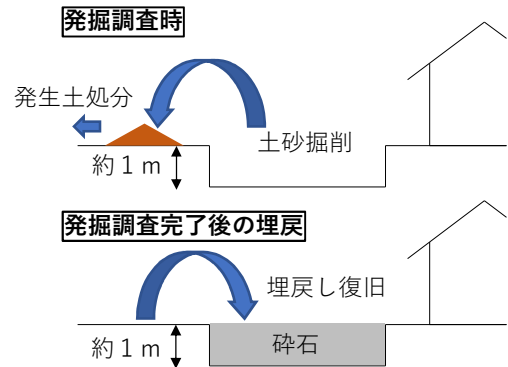 発掘調査時
発生土処分
土砂掘削
約１ｍ
発掘調査完了後の埋戻
埋戻し復旧
約１ｍ
砕石